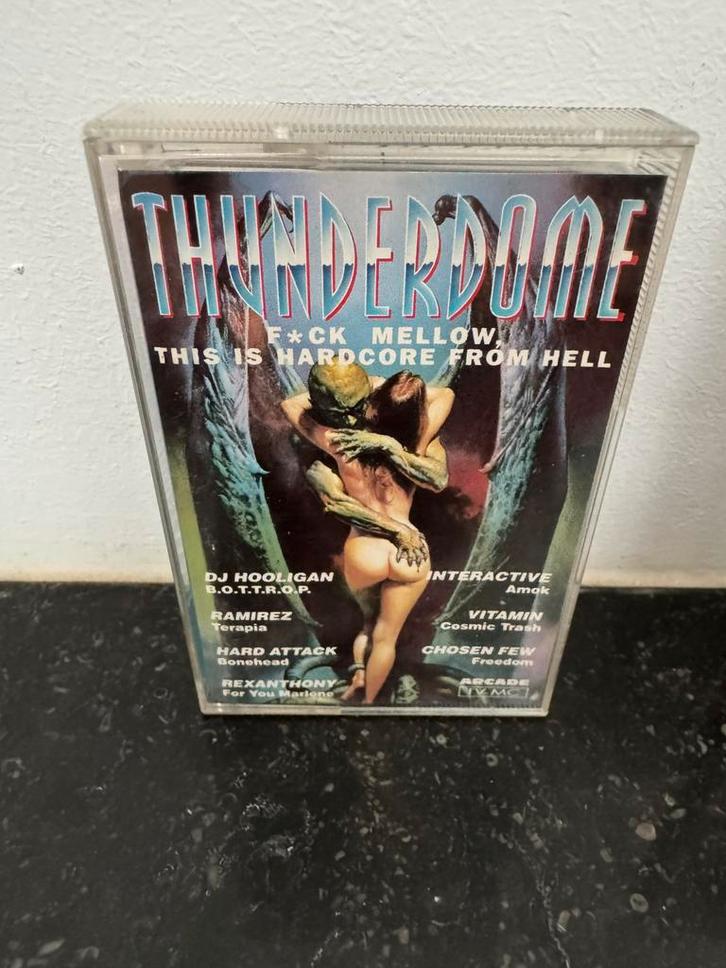 THUNDERDOME
F*CK MELLOW,
THIS IS HARDCORE FROM HELL
DJ HOOLIGAN
B.O.T.T.R.O.P.
RAMIREZ
Terapia
HARD ATTACK
Bonehead
REXANTHONY
For You Marlene
INTERACTIVE
Amok
VITAMIN
Cosmic Trash
CHOSEN FEW
Freedom
ARCADE
TV MC